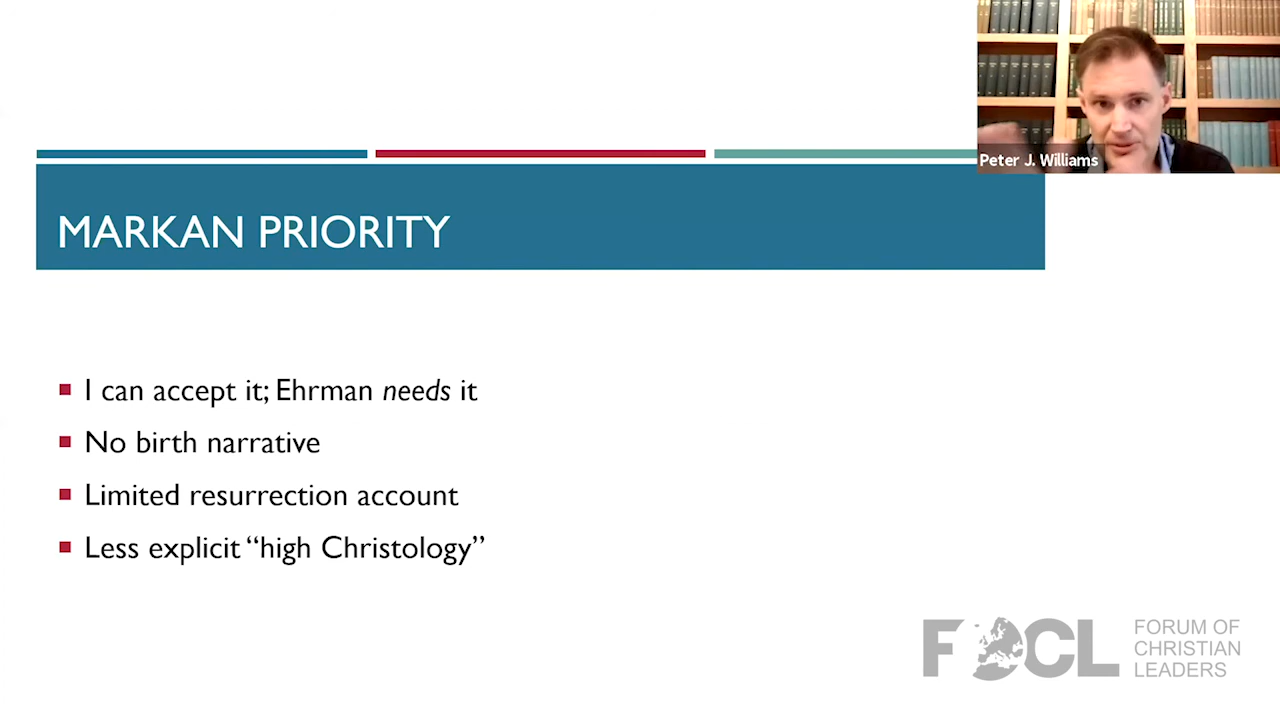 Peter J. Williams
MARKAN PRIORITY
I can accept it; Ehrman needs it
No birth narrative
Limited resurrection account
Less explicit “high Christology”
FOCL
FORUM OF
CHRISTIAN
LEADERS